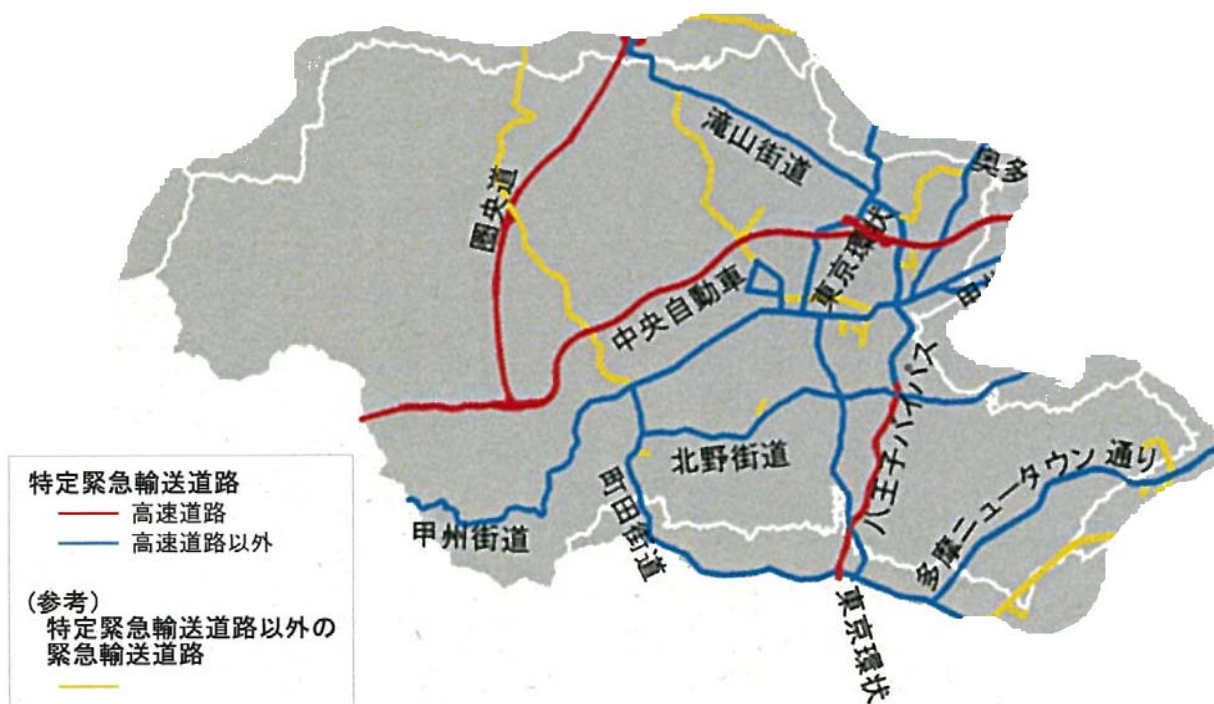 滝山街道
奥多
圏央道
東京環状
中央自動車
甲州
八王子バイパス
北野街道
町田街道
多摩ニュータウン通り
甲州街道
東京環状
特定緊急輸送道路
高速道路
高速道路以外
(参考)
特定緊急輸送道路以外の
緊急輸送道路